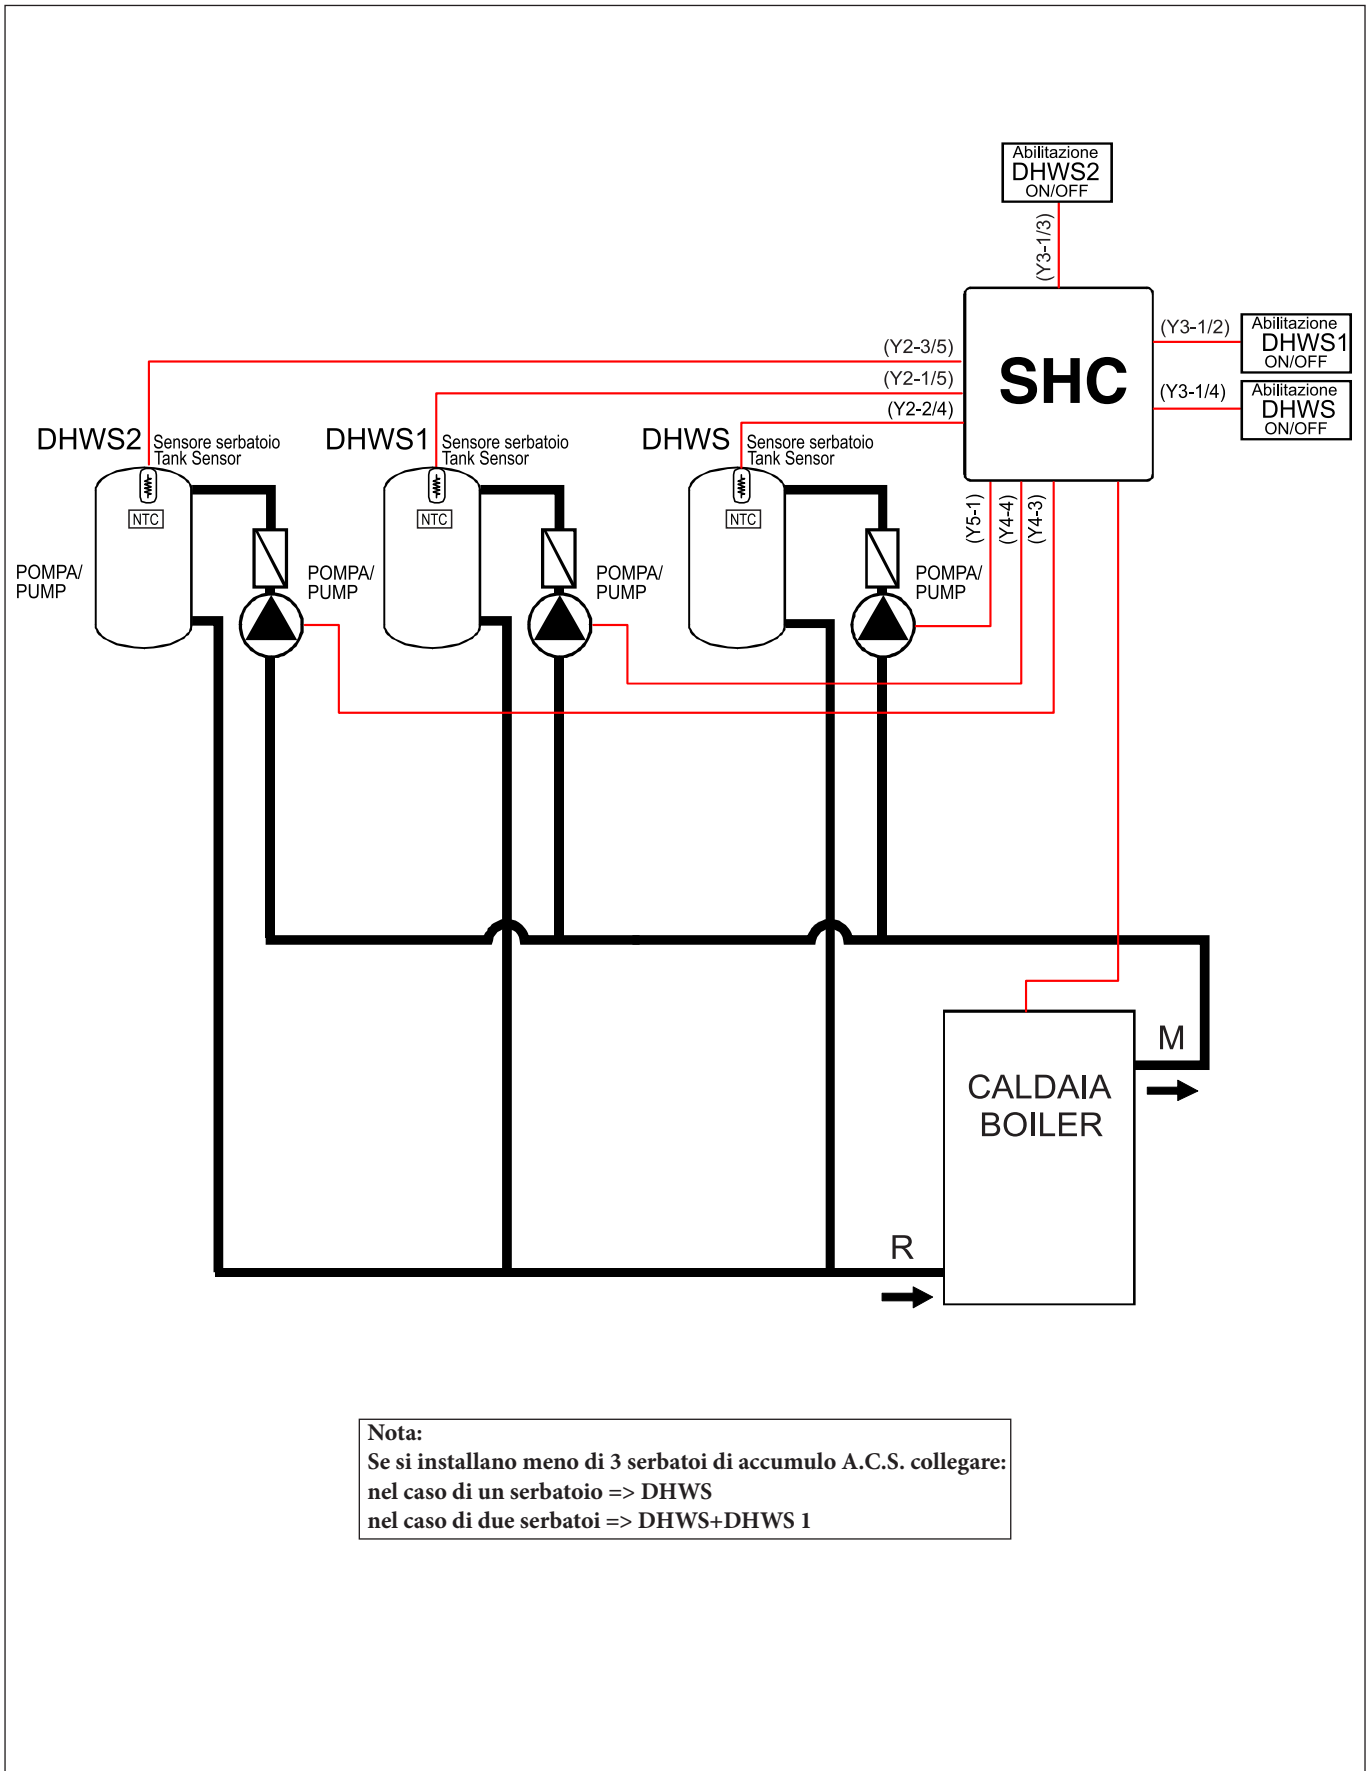 Abilitazione
DHWS2
ON/OFF
(Y3-1/3)
(Y3-1/2)
Abilitazione
DHWS1
ON/OFF
(Y2-3/5)
SHC
(Y2-1/5)
(Y3-1/4)
Abilitazione
DHWS
ON/OFF
(Y2-2/4)
DHWS2
Sensore serbatoio
Tank Sensor
DHWS1
Sensore serbatoio
Tank Sensor
DHWS
Sensore serbatoio
Tank Sensor
NTC
NTC
NTC
(Y5-1)
(Y4-4)
(Y4-3)
POMPA/
PUMP
POMPA/
PUMP
POMPA/
PUMP
POMPA/
PUMP
M
CALDAIA
BOILER
R
Nota:
Se si installano meno di 3 serbatoi di accumulo A.C.S. collegare:
nel caso di un serbatoio => DHWS
nel caso di due serbatoi => DHWS+DHWS 1